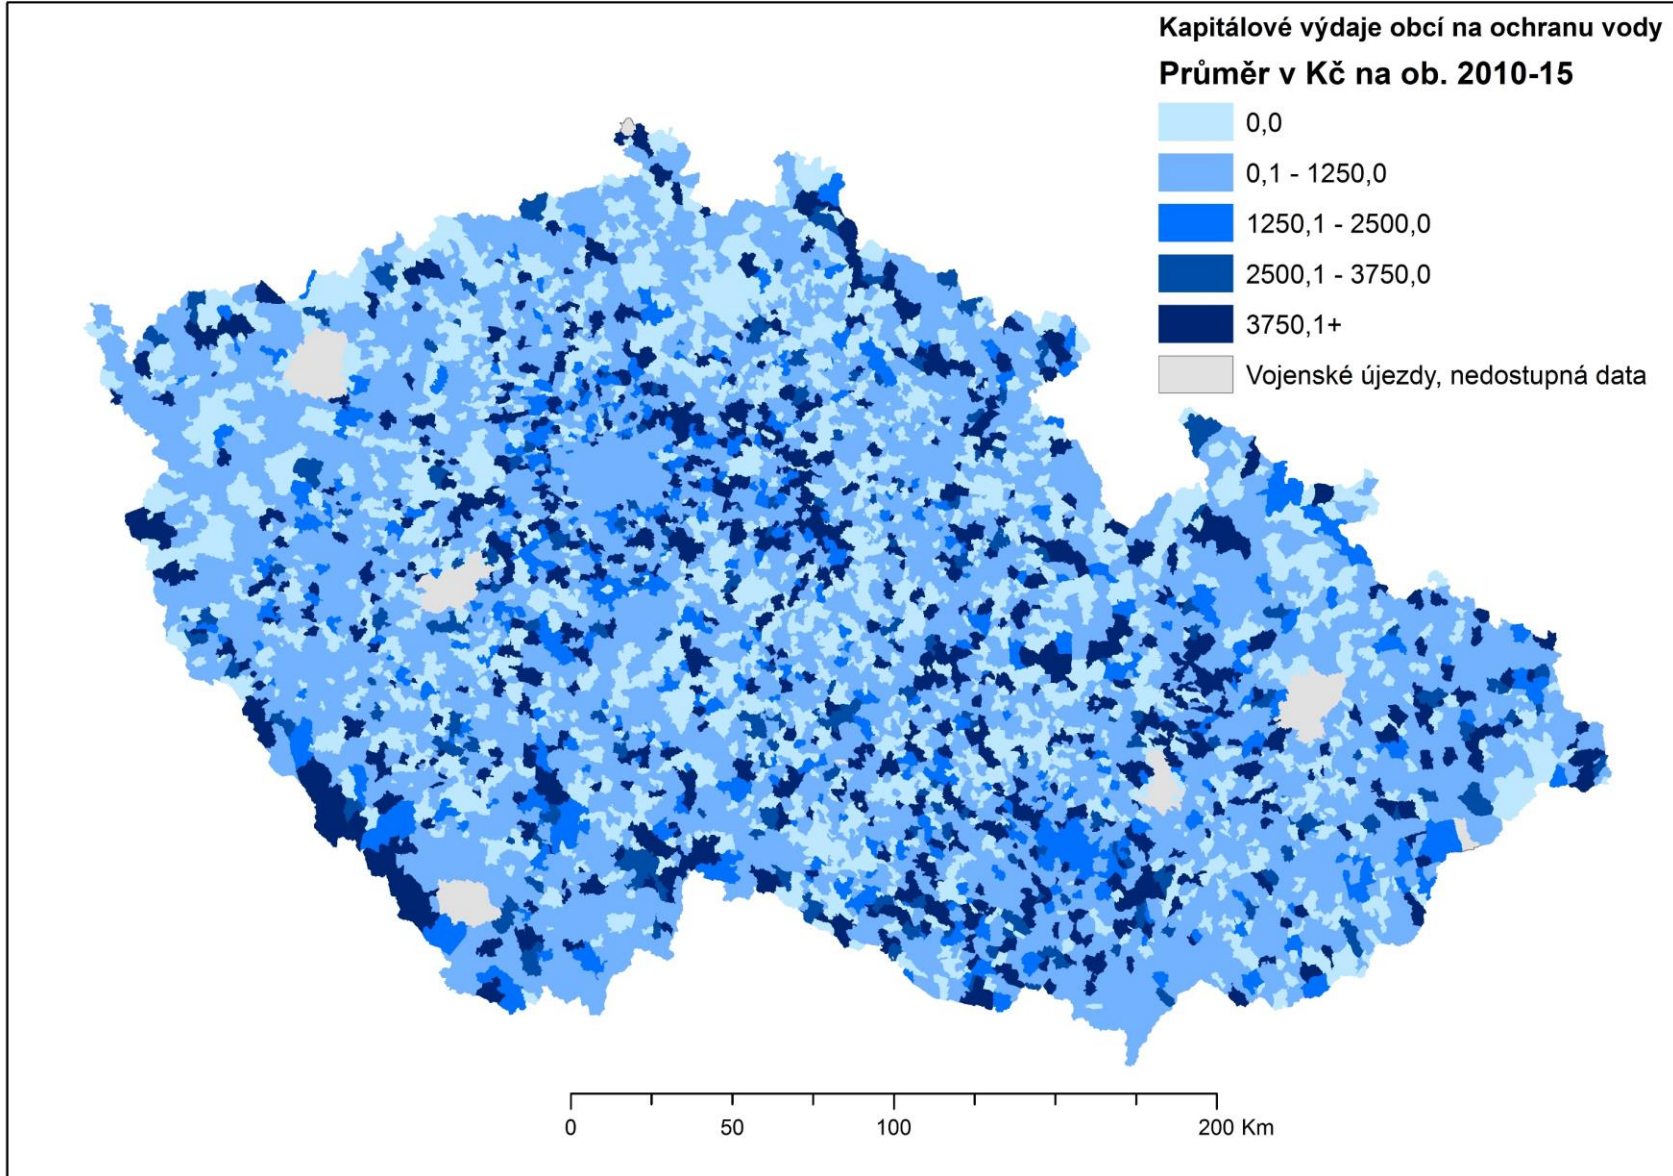 Kapitálové výdaje obcí na ochranu vody
Průměr v Kč na ob. 2010-15
0,0
0,1 - 1250,0
1250,1 - 2500,0
2500,1 - 3750,0
3750,1+
Vojenské újezdy, nedostupná data
0 50 100 200 Km